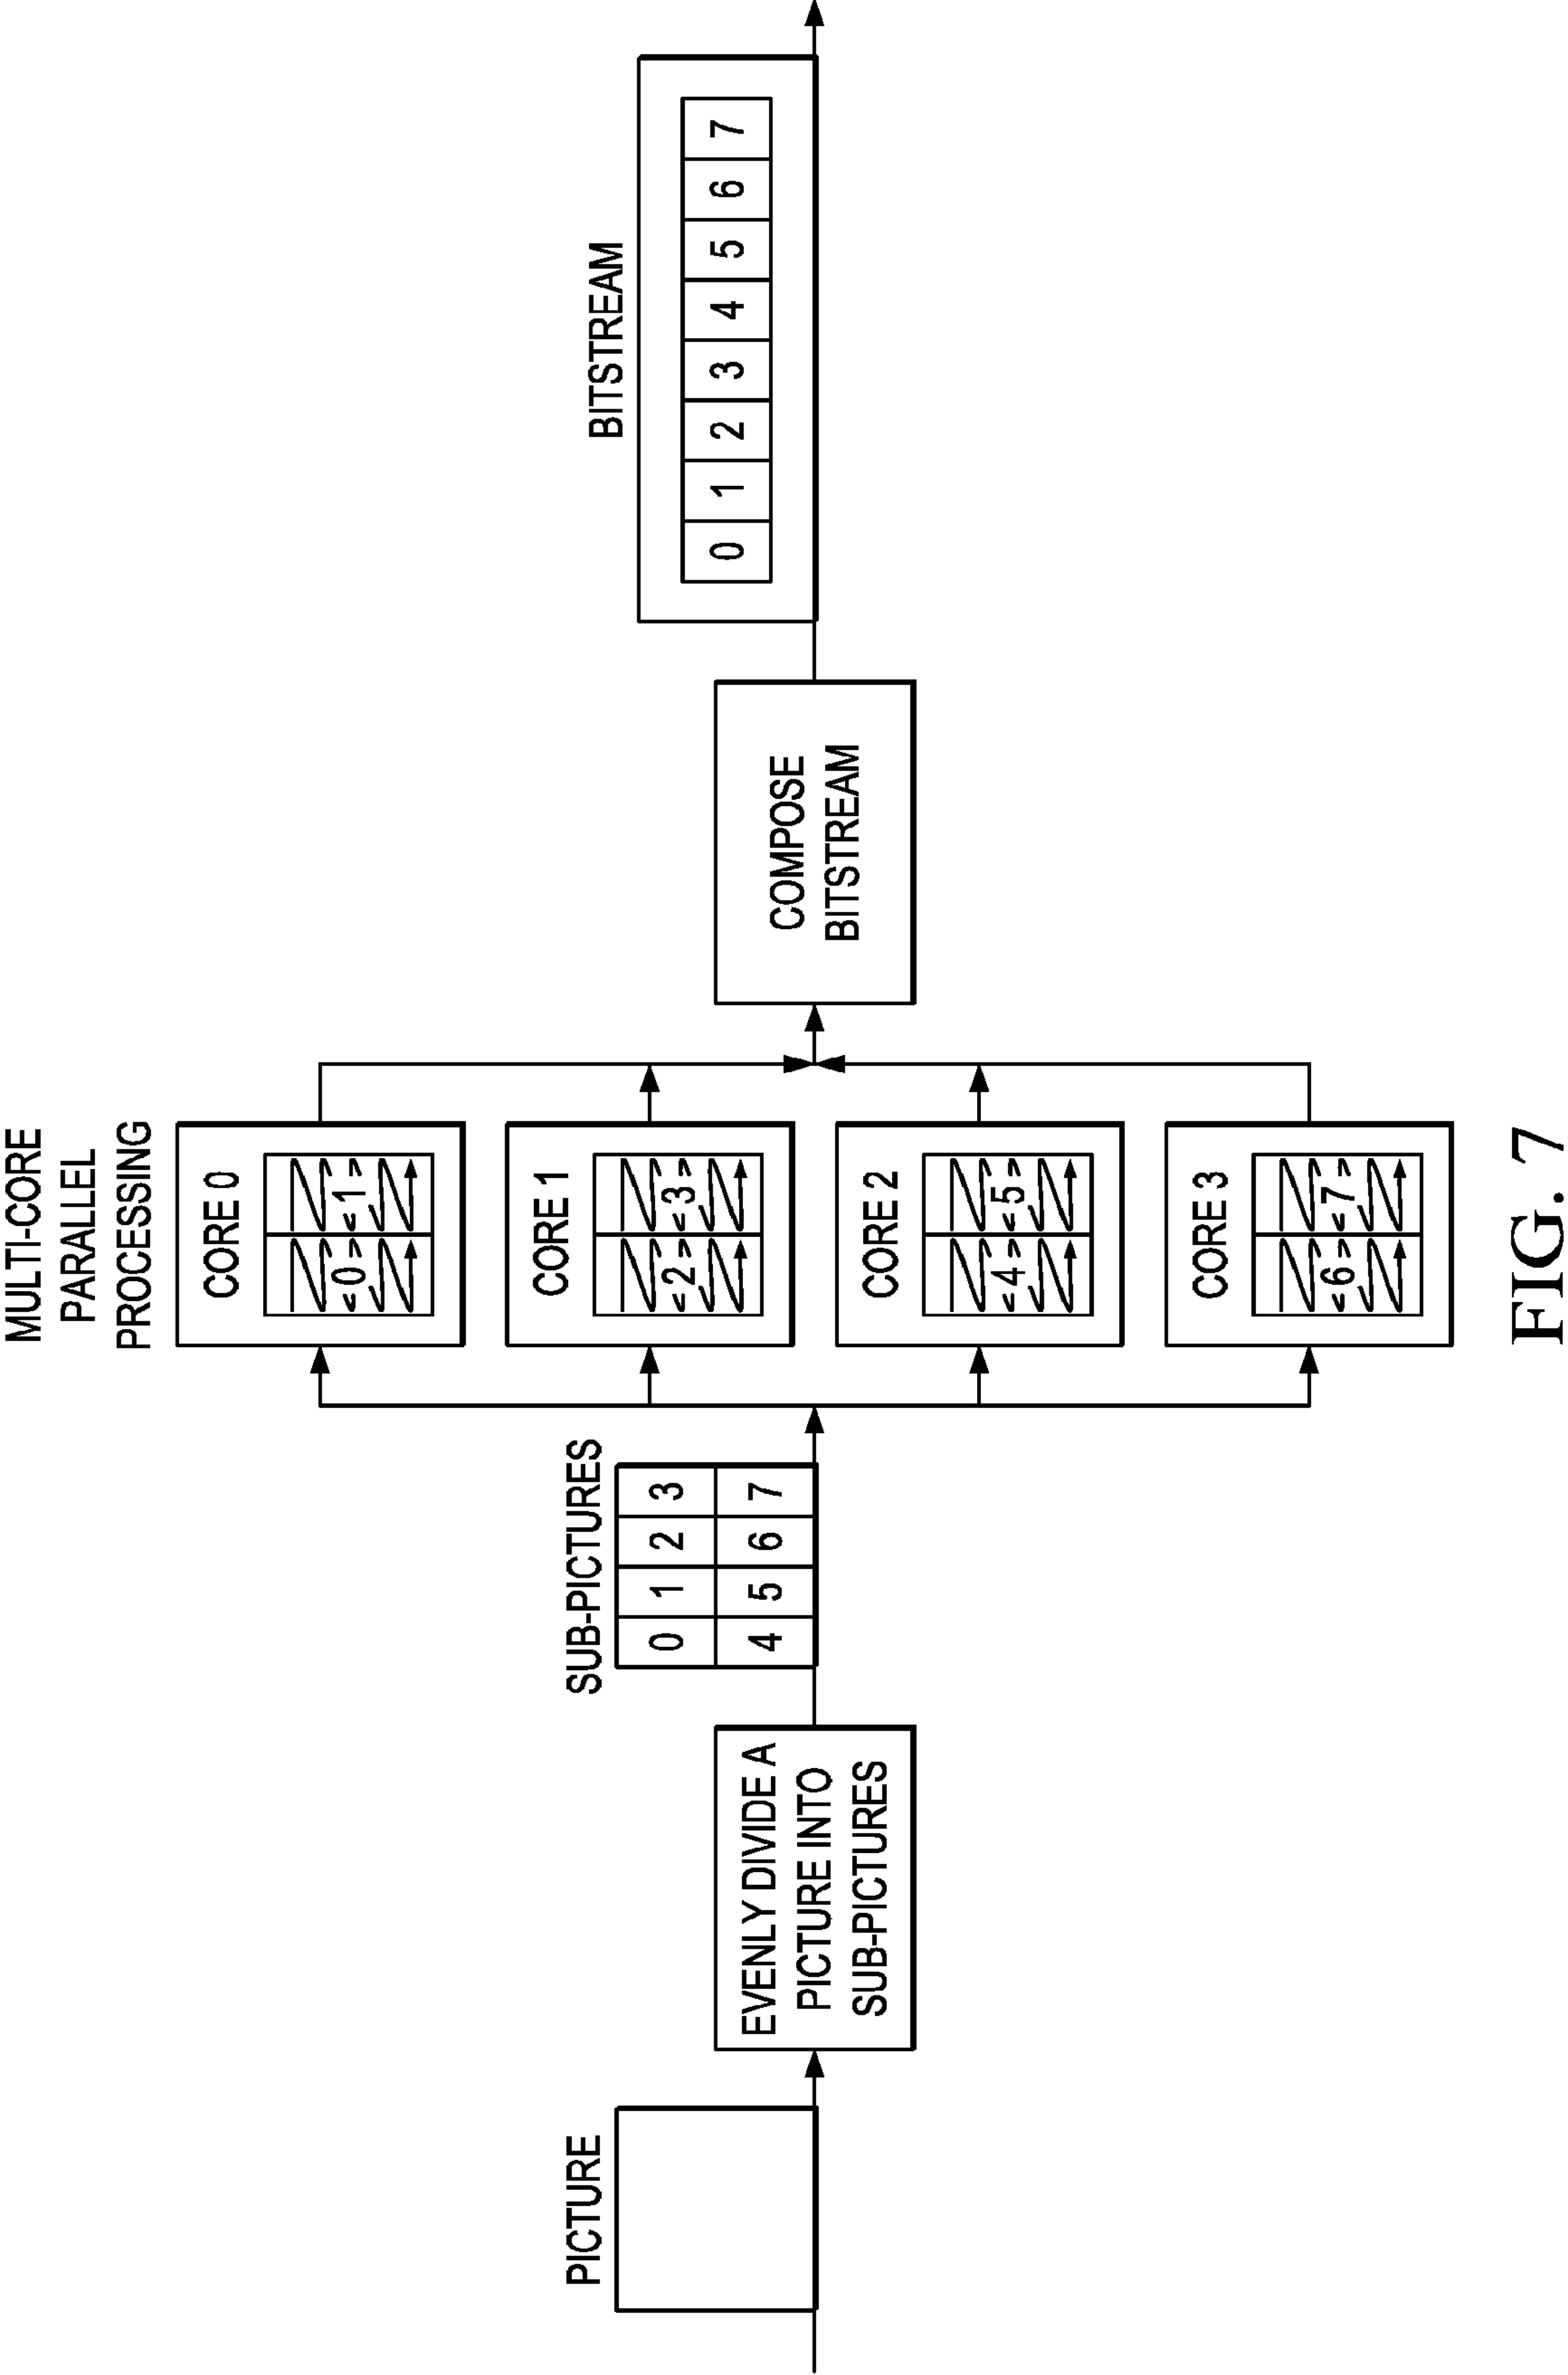 PICTURE
EVENLY DIVIDE A
PICTURE INTO
SUB-PICTURES
SUB-PICTURES
0 1 2 3
4 5 6 7
MULTI-CORE
PARALLEL
PROCESSING
CORE 0
0 1
CORE 1
2 3
CORE 2
4 5
CORE 3
6 7
COMPOSE
BITSTREAM
BITSTREAM
0 1 2 3 4 5 6 7
FIG. 7